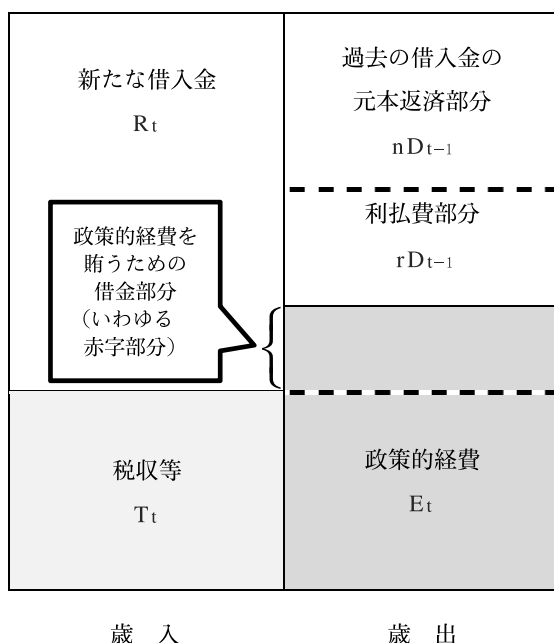 新たな借入金
Rt
過去の借入金の
元本返済部分
nDt−1
利払費部分
rDt−1
政策的経費を
賄うための
借金部分
（いわゆる
赤字部分）
税収等
Tt
政策的経費
Et
歳　入
歳　出